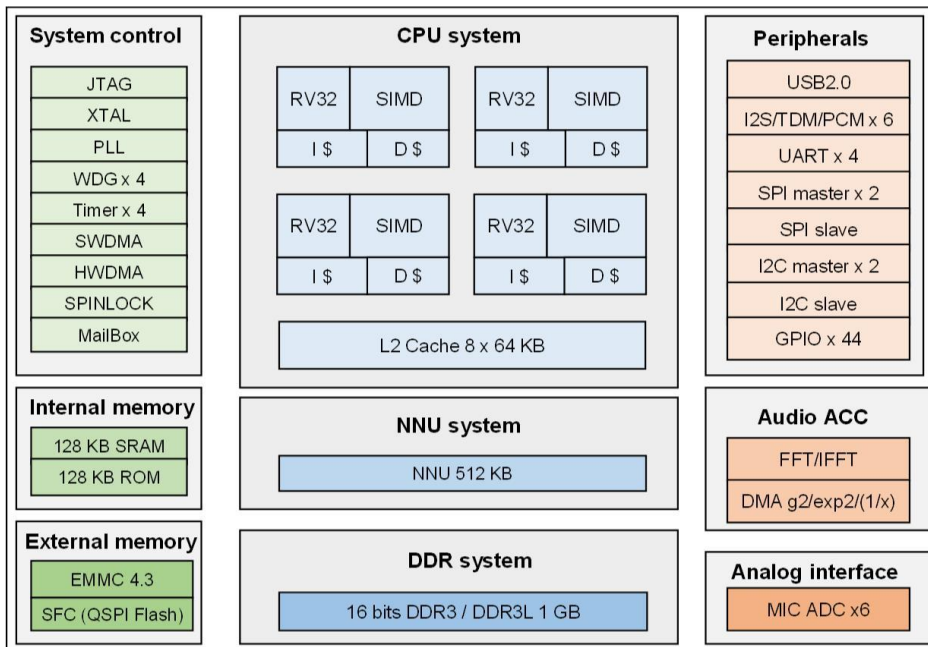 System control
JTAG
XTAL
PLL
WDG x 4
Timer x 4
SWDMA
HWDMA
SPINLOCK
MailBox
Internal memory
128 KB SRAM
128 KB ROM
External memory
EMMC 4.3
SFC (QSPI Flash)
CPU system
RV32 SIMD RV32 SIMD
I $ D $ I $ D $
RV32 SIMD RV32 SIMD
I $ D $ I $ D $
L2 Cache 8 x 64 KB
NNU system
NNU 512 KB
DDR system
16 bits DDR3 / DDR3L 1 GB
Peripherals
USB2.0
I2S/TDM/PCM x 6
UART x 4
SPI master x 2
SPI slave
I2C master x 2
I2C slave
GPIO x 44
Audio ACC
FFT/IFFT
DMA g2/exp2/(1/x)
Analog interface
MIC ADC x6